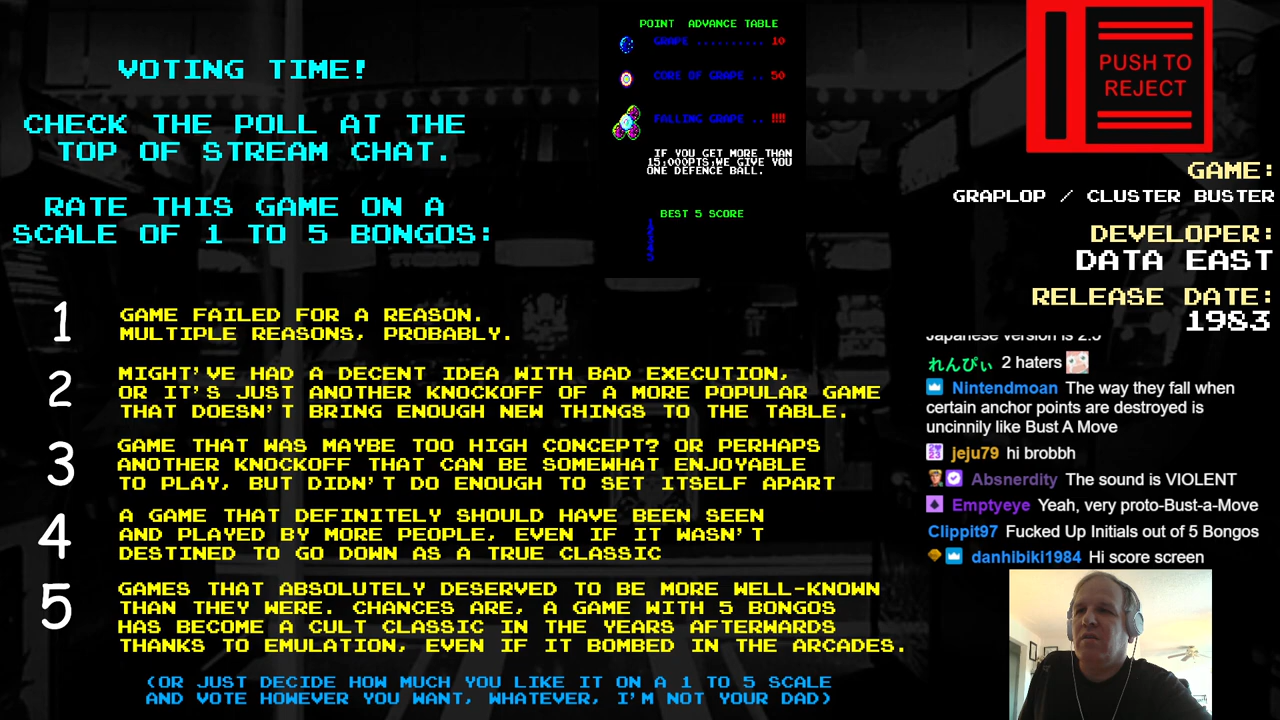 VOTING TIME!
CHECK THE POLL AT THE
TOP OF STREAM CHAT.
RATE THIS GAME ON A
SCALE OF 1 TO 5 BONGOS:
POINT ADVANCE TABLE
GRAPE .......... 10
CORE OF GRAPE .. 50
FALLING GRAPE .. !!!!
IF YOU GET MORE THAN
15,000PTS,WE GIVE YOU
ONE DEFENCE BALL.
BEST 5 SCORE
1
2
3
4
5
PUSH TO
REJECT
GAME:
GRAPLOP / CLUSTER BUSTER
DEVELOPER:
DATA EAST
RELEASE DATE:
1983
1 GAME FAILED FOR A REASON.
MULTIPLE REASONS, PROBABLY.
2 MIGHT'VE HAD A DECENT IDEA WITH BAD EXECUTION,
OR IT'S JUST ANOTHER KNOCKOFF OF A MORE POPULAR GAME
THAT DOESN'T BRING ENOUGH NEW THINGS TO THE TABLE.
3 GAME THAT WAS MAYBE TOO HIGH CONCEPT? OR PERHAPS
ANOTHER KNOCKOFF THAT CAN BE SOMEWHAT ENJOYABLE
TO PLAY, BUT DIDN'T DO ENOUGH TO SET ITSELF APART
4 A GAME THAT DEFINITELY SHOULD HAVE BEEN SEEN
AND PLAYED BY MORE PEOPLE, EVEN IF IT WASN'T
DESTINED TO GO DOWN AS A TRUE CLASSIC
5 GAMES THAT ABSOLUTELY DESERVED TO BE MORE WELL-KNOWN
THAN THEY WERE. CHANCES ARE, A GAME WITH 5 BONGOS
HAS BECOME A CULT CLASSIC IN THE YEARS AFTERWARDS
THANKS TO EMULATION, EVEN IF IT BOMBED IN THE ARCADES.
(OR JUST DECIDE HOW MUCH YOU LIKE IT ON A 1 TO 5 SCALE
AND VOTE HOWEVER YOU WANT, WHATEVER, I'M NOT YOUR DAD)
Japanese version is 2.5
れんぴぃ 2 haters
Nintendmoan The way they fall when
certain anchor points are destroyed is
uncinnily like Bust A Move
jeju79 hi brobbh
Absnerdity The sound is VIOLENT
Emptyeye Yeah, very proto-Bust-a-Move
Clippit97 Fucked Up Initials out of 5 Bongos
danhibiki1984 Hi score screen